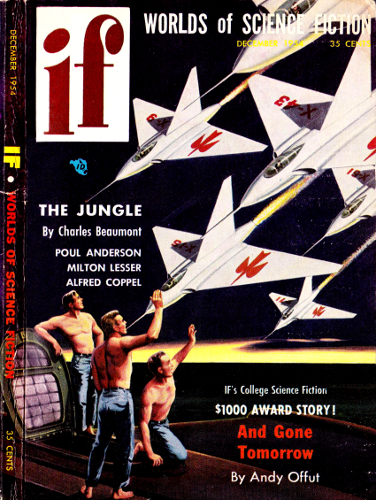 DECEMBER 1954
IF • WORLDS OF SCIENCE FICTION
35 CENTS
if
WORLDS of SCIENCE FICTION
DECEMBER 1954
35 CENTS
X-49
THE JUNGLE
By Charles Beaumont
POUL ANDERSON
MILTON LESSER
ALFRED COPPEL
IF's College Science Fiction
$1000 AWARD STORY!
And Gone
Tomorrow
By Andy Offut